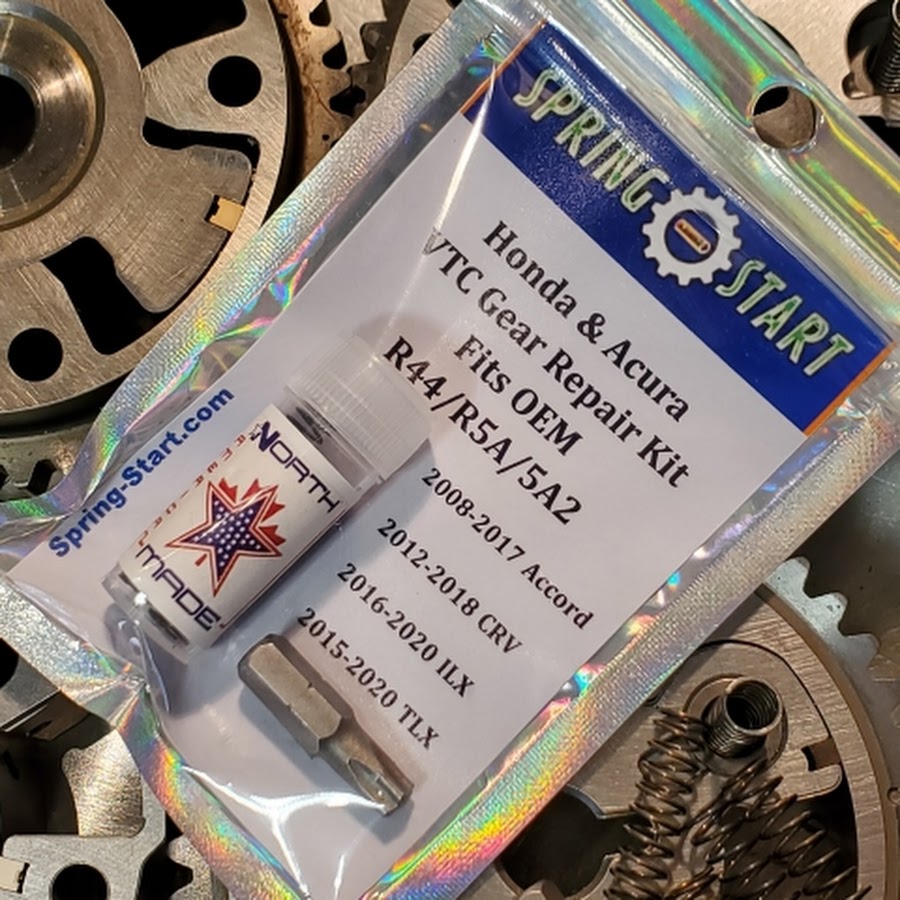 SPRING START
Honda & Acura
VTC Gear Repair Kit
Fits OEM
R44/R5A/5A2
2008-2017 Accord
2012-2018 CRV
2016-2020 ILX
2015-2020 TLX
Spring-Start.com
NORTH
AMERICAN
MADE